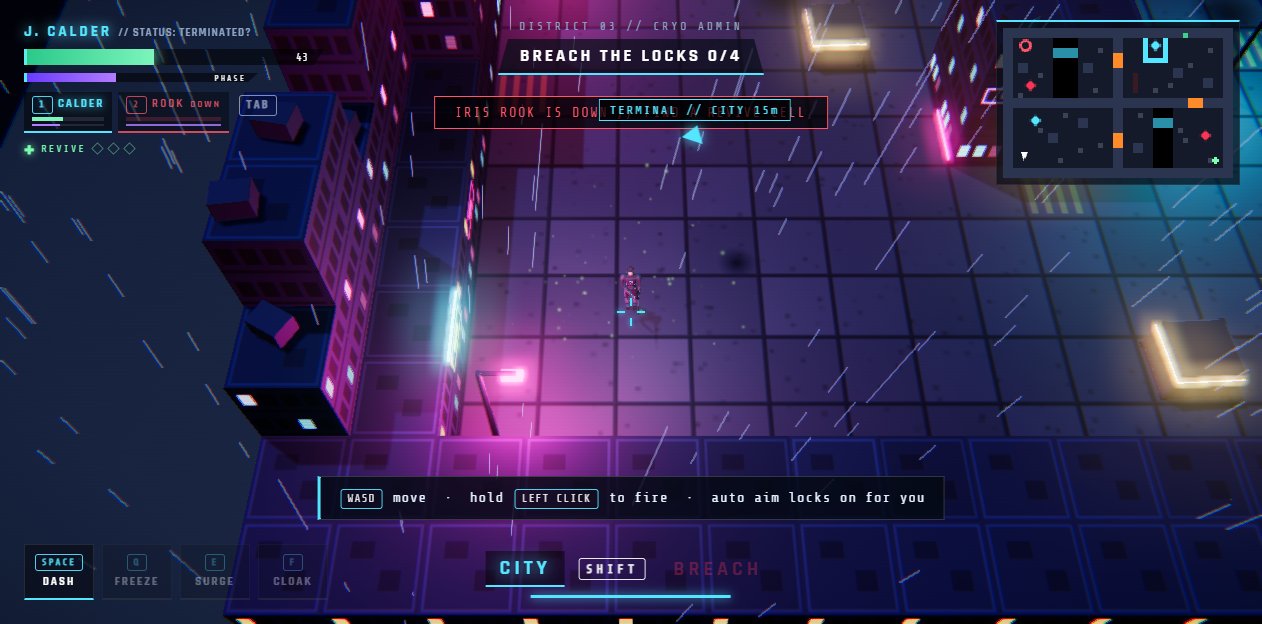 J. CALDER // STATUS: TERMINATED?
43
PHASE
1 CALDER
2 ROOK DOWN
TAB
REVIVE
DISTRICT 03 // CRYO ADMIN
BREACH THE LOCKS 0/4
IRIS ROOK IS DOWN
TERMINAL // CITY 15m
WASD move · hold LEFT CLICK to fire · auto aim locks on for you
SPACE
DASH
Q
FREEZE
E
SURGE
F
CLOAK
CITY SHIFT BREACH